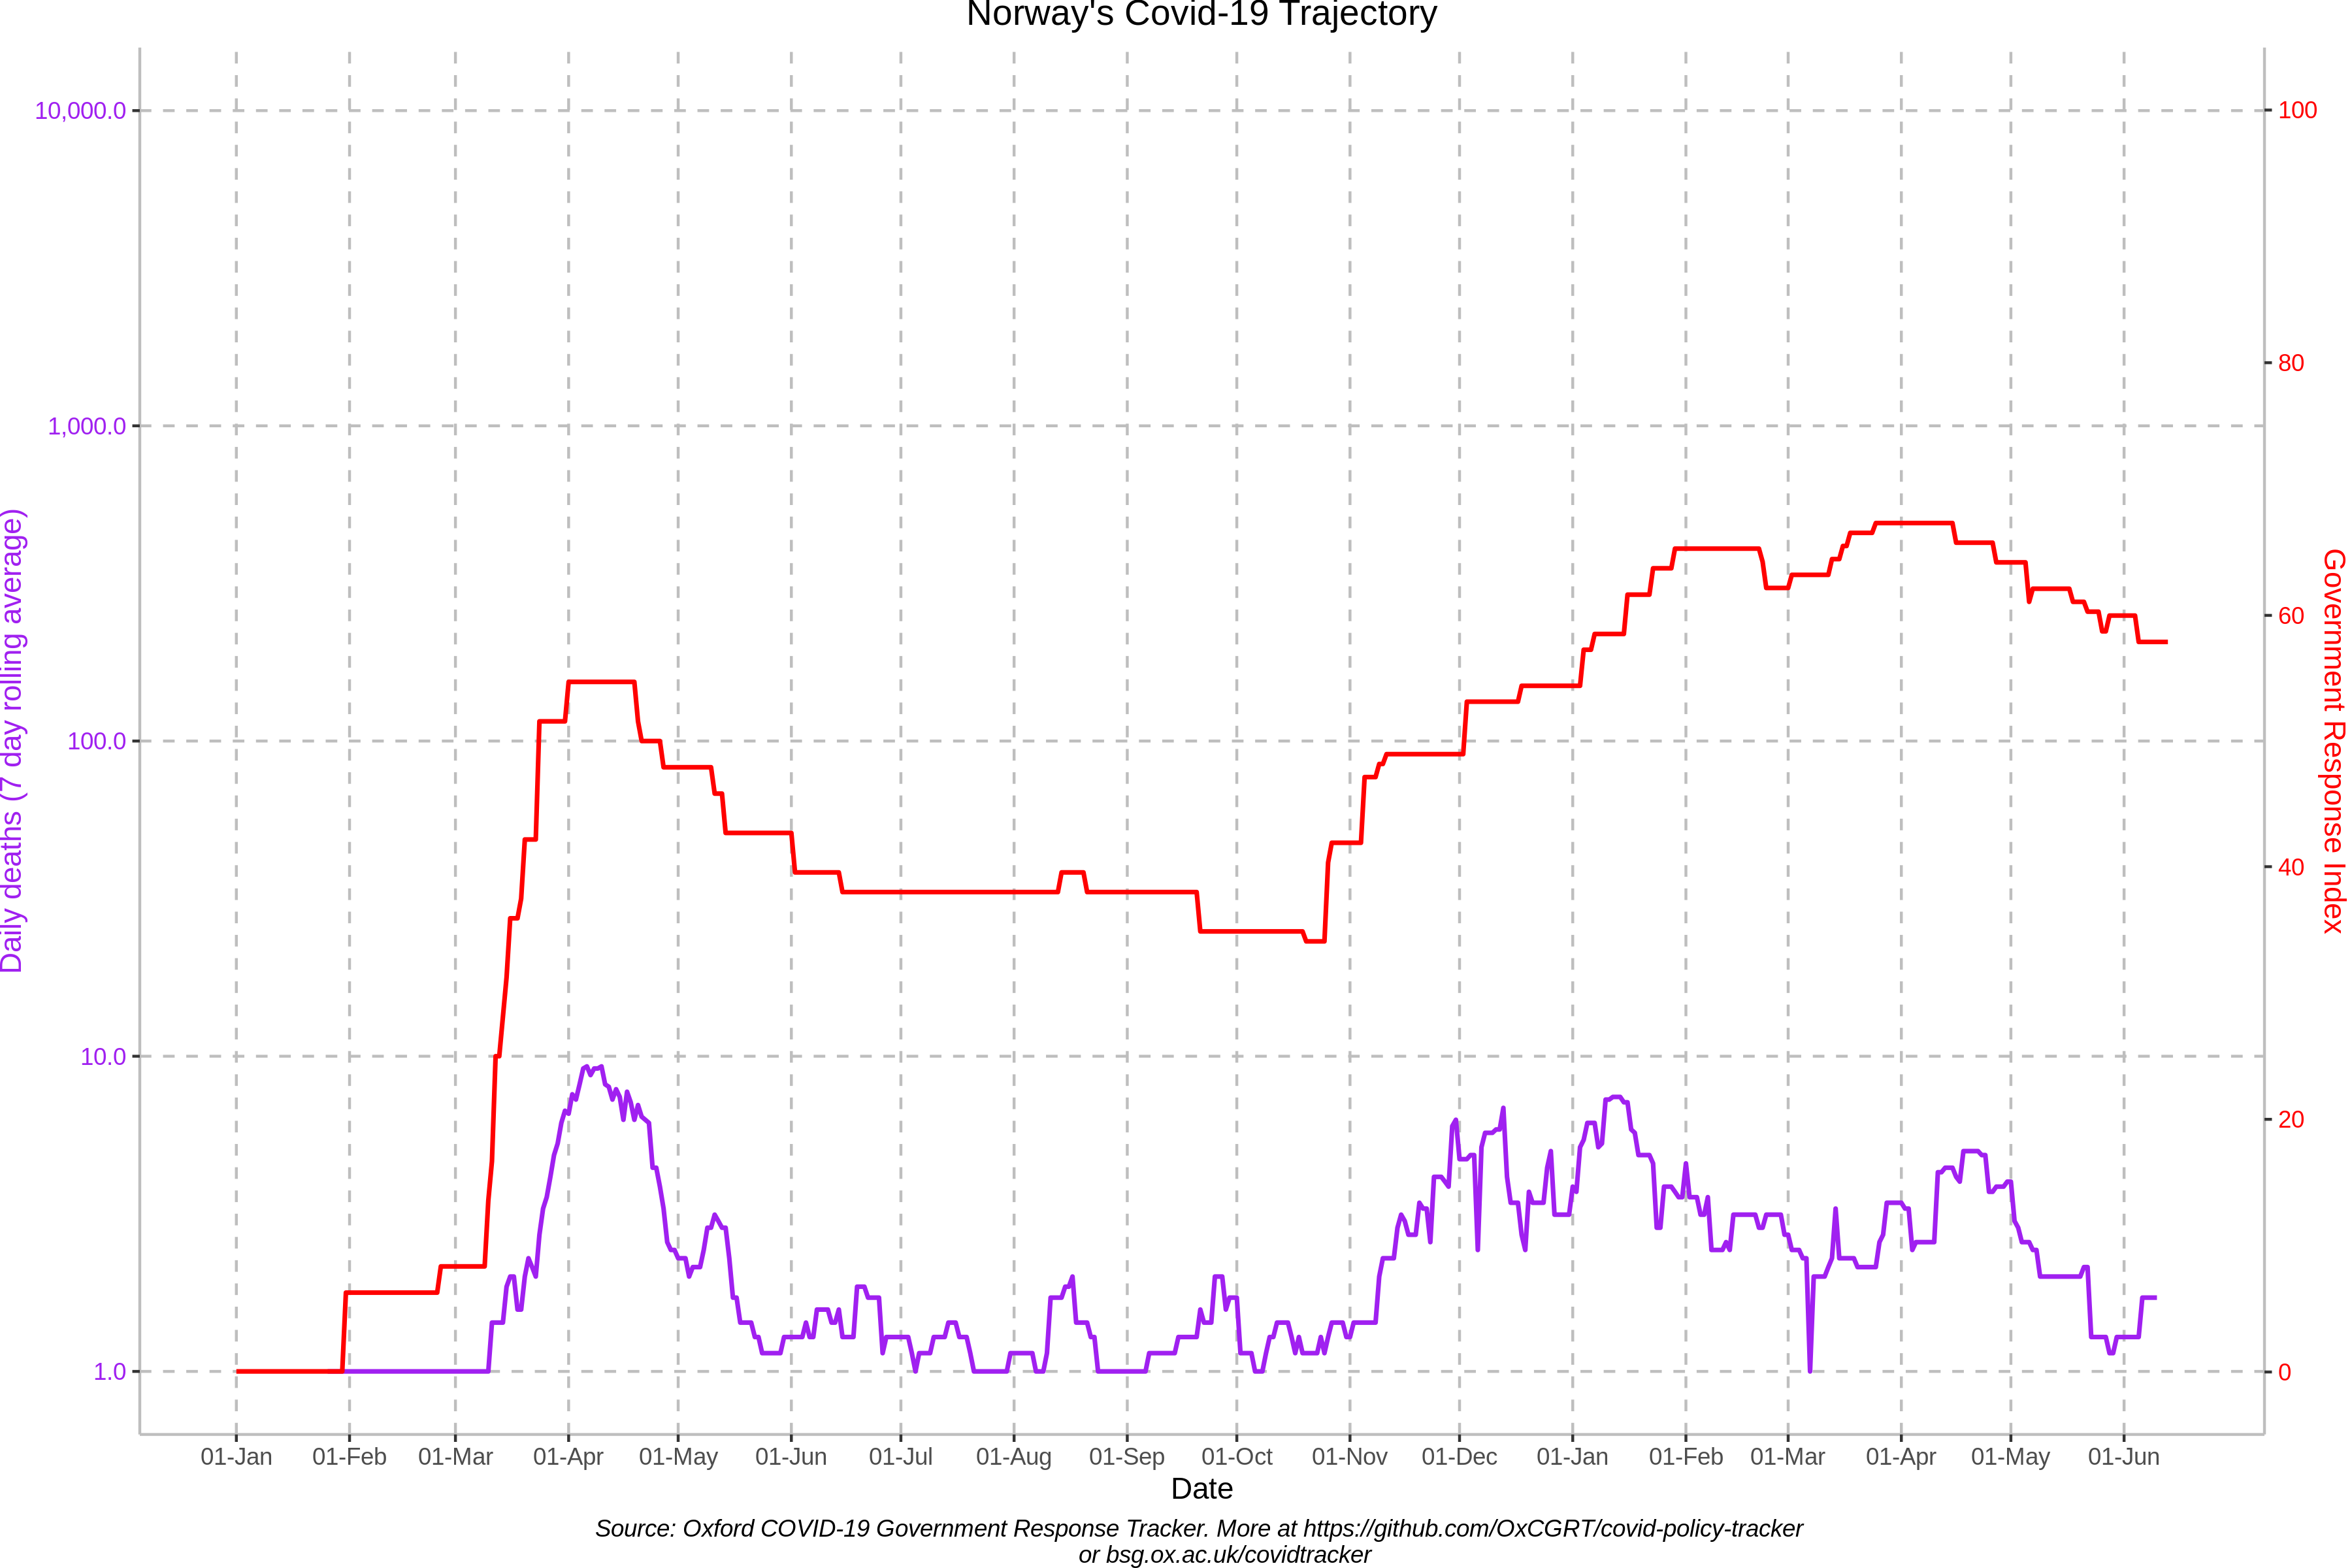 Norway's Covid-19 Trajectory
10,000.0
1,000.0
100.0
10.0
1.0
Daily deaths (7 day rolling average)
100
80
60
40
20
0
Government Response Index
01-Jan 01-Feb 01-Mar 01-Apr 01-May 01-Jun 01-Jul 01-Aug 01-Sep 01-Oct 01-Nov 01-Dec 01-Jan 01-Feb 01-Mar 01-Apr 01-May 01-Jun
Date
Source: Oxford COVID-19 Government Response Tracker. More at https://github.com/OxCGRT/covid-policy-tracker
or bsg.ox.ac.uk/covidtracker